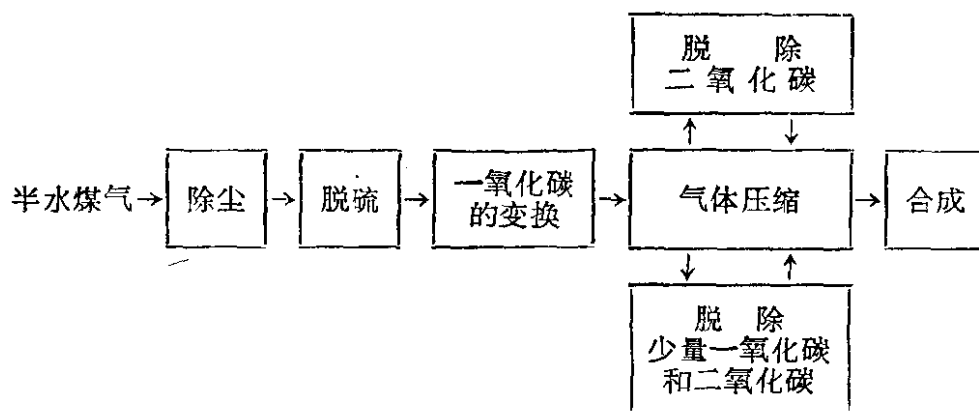 脱 除
二氧化碳
半水煤气→除尘→脱硫→一氧化碳的变换→气体压缩→合成
脱 除
少量一氧化碳
和二氧化碳